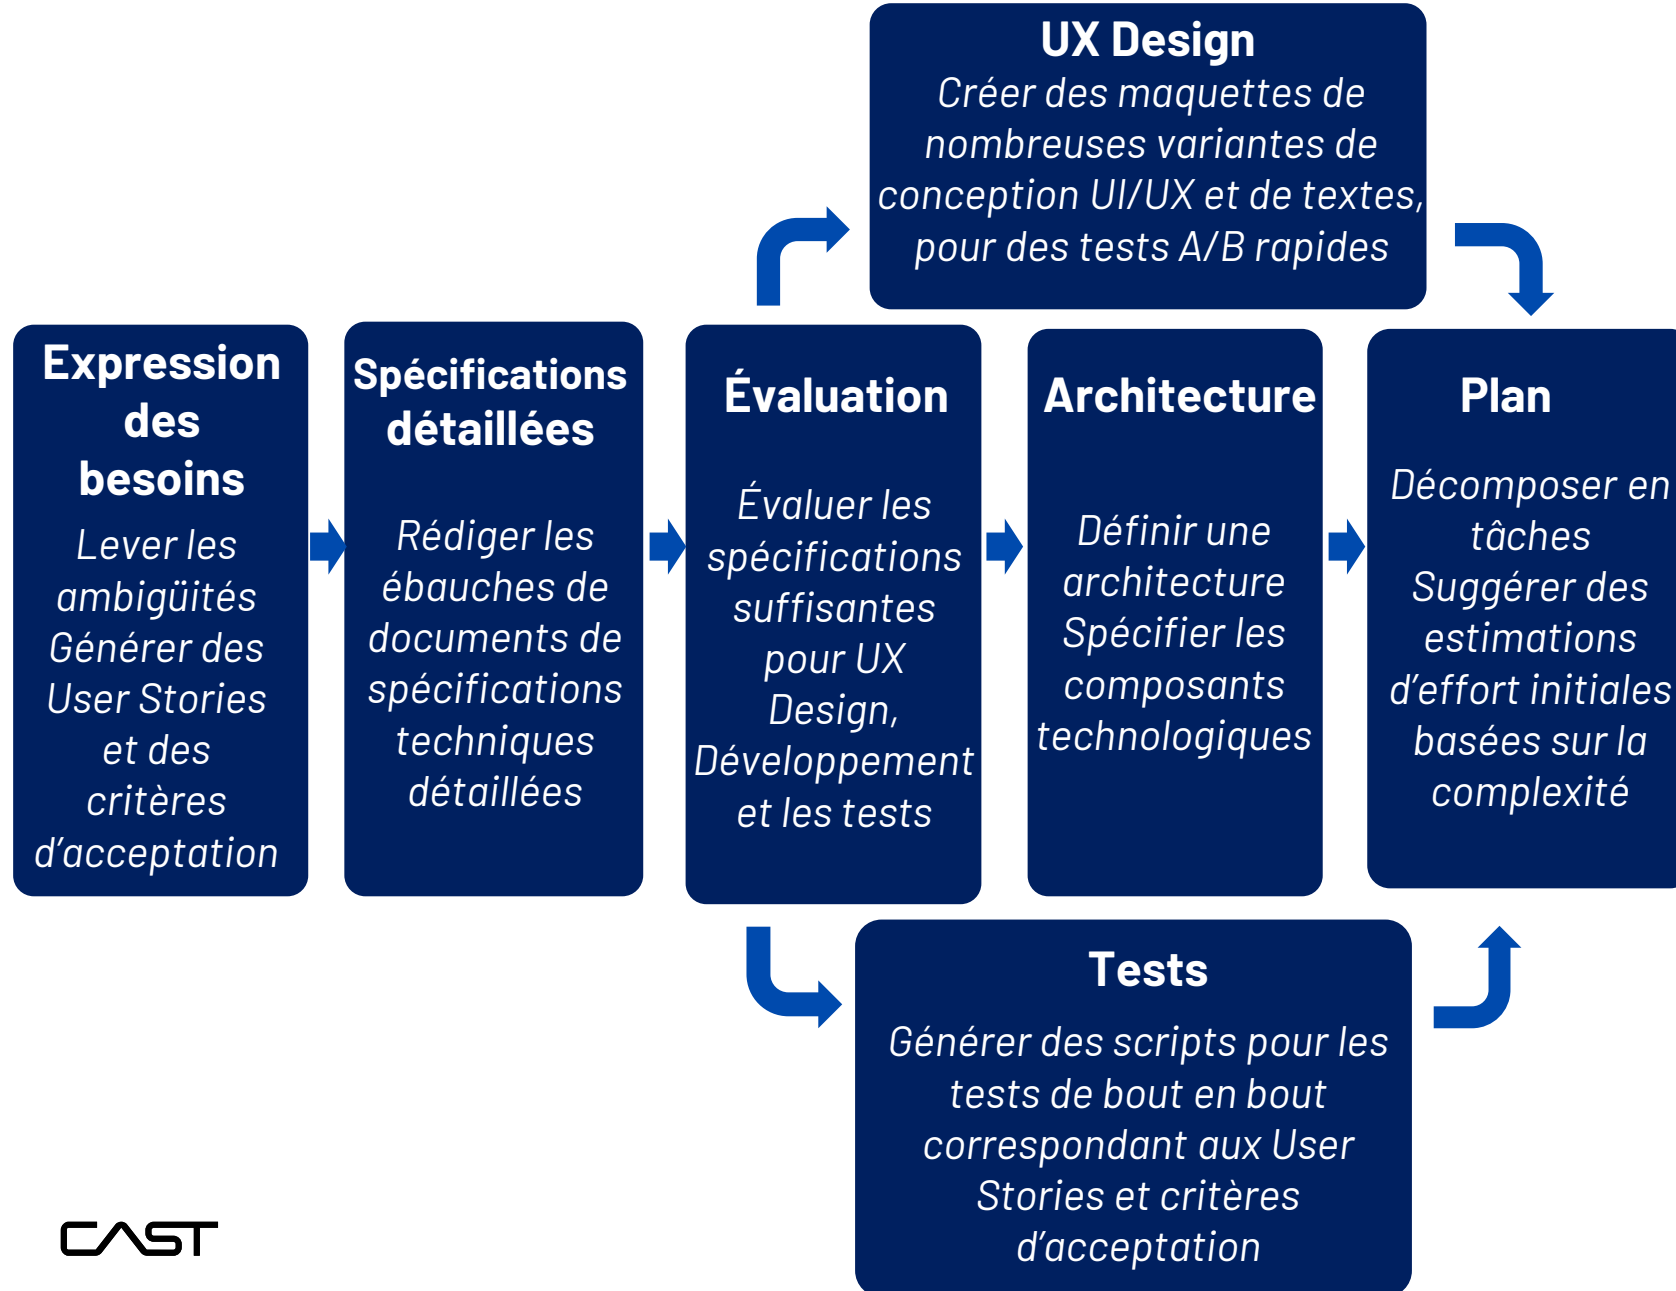 UX Design
Créer des maquettes de
nombreuses variantes de
conception UI/UX et de textes,
pour des tests A/B rapides
Expression
des
besoins
Lever les
ambigüités
Générer des
User Stories
et des
critères
d'acceptation
Spécifications
détaillées
Rédiger les
ébauches de
documents de
spécifications
techniques
détaillées
Évaluation
Évaluer les
spécifications
suffisantes
pour UX
Design,
Développement
et les tests
Architecture
Définir une
architecture
Spécifier les
composants
technologiques
Plan
Décomposer en
tâches
Suggérer des
estimations
d'effort initiales
basées sur la
complexité
Tests
Générer des scripts pour les
tests de bout en bout
correspondant aux User
Stories et critères
d'acceptation
CAST